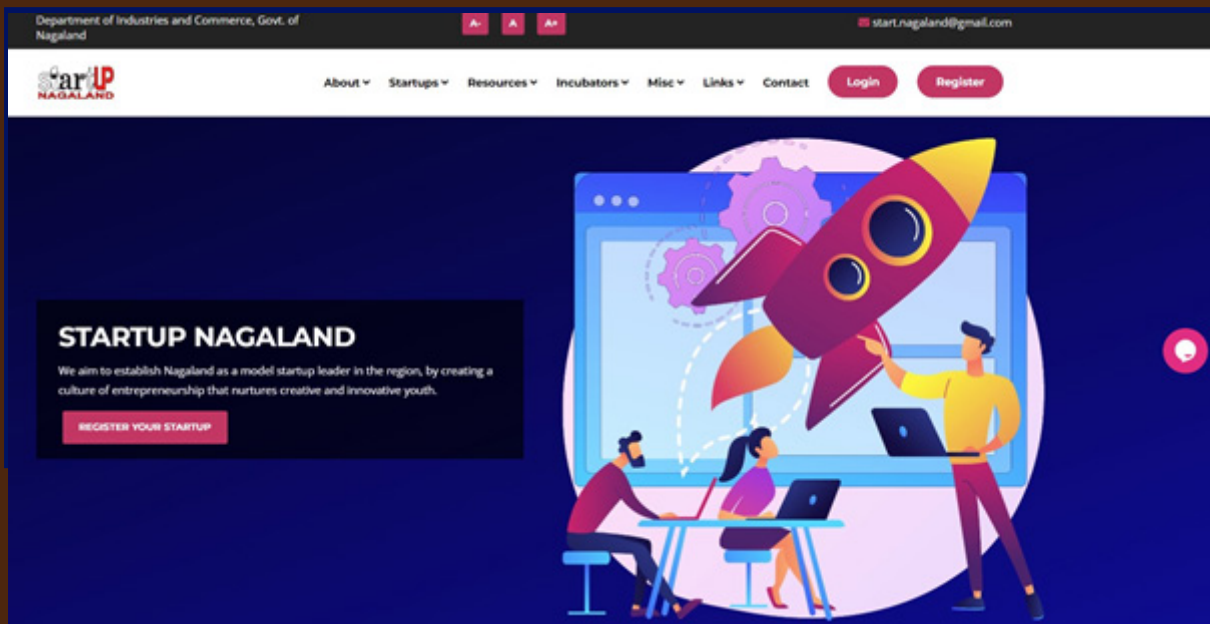 Department of Industries and Commerce, Govt. of
Nagaland
A- A A+
start.nagaland@gmail.com
startUP
NAGALAND
About Startups Resources Incubators Misc Links Contact Login Register
STARTUP NAGALAND
We aim to establish Nagaland as a model startup leader in the region, by creating a
culture of entrepreneurship that nurtures creative and innovative youth.
REGISTER YOUR STARTUP